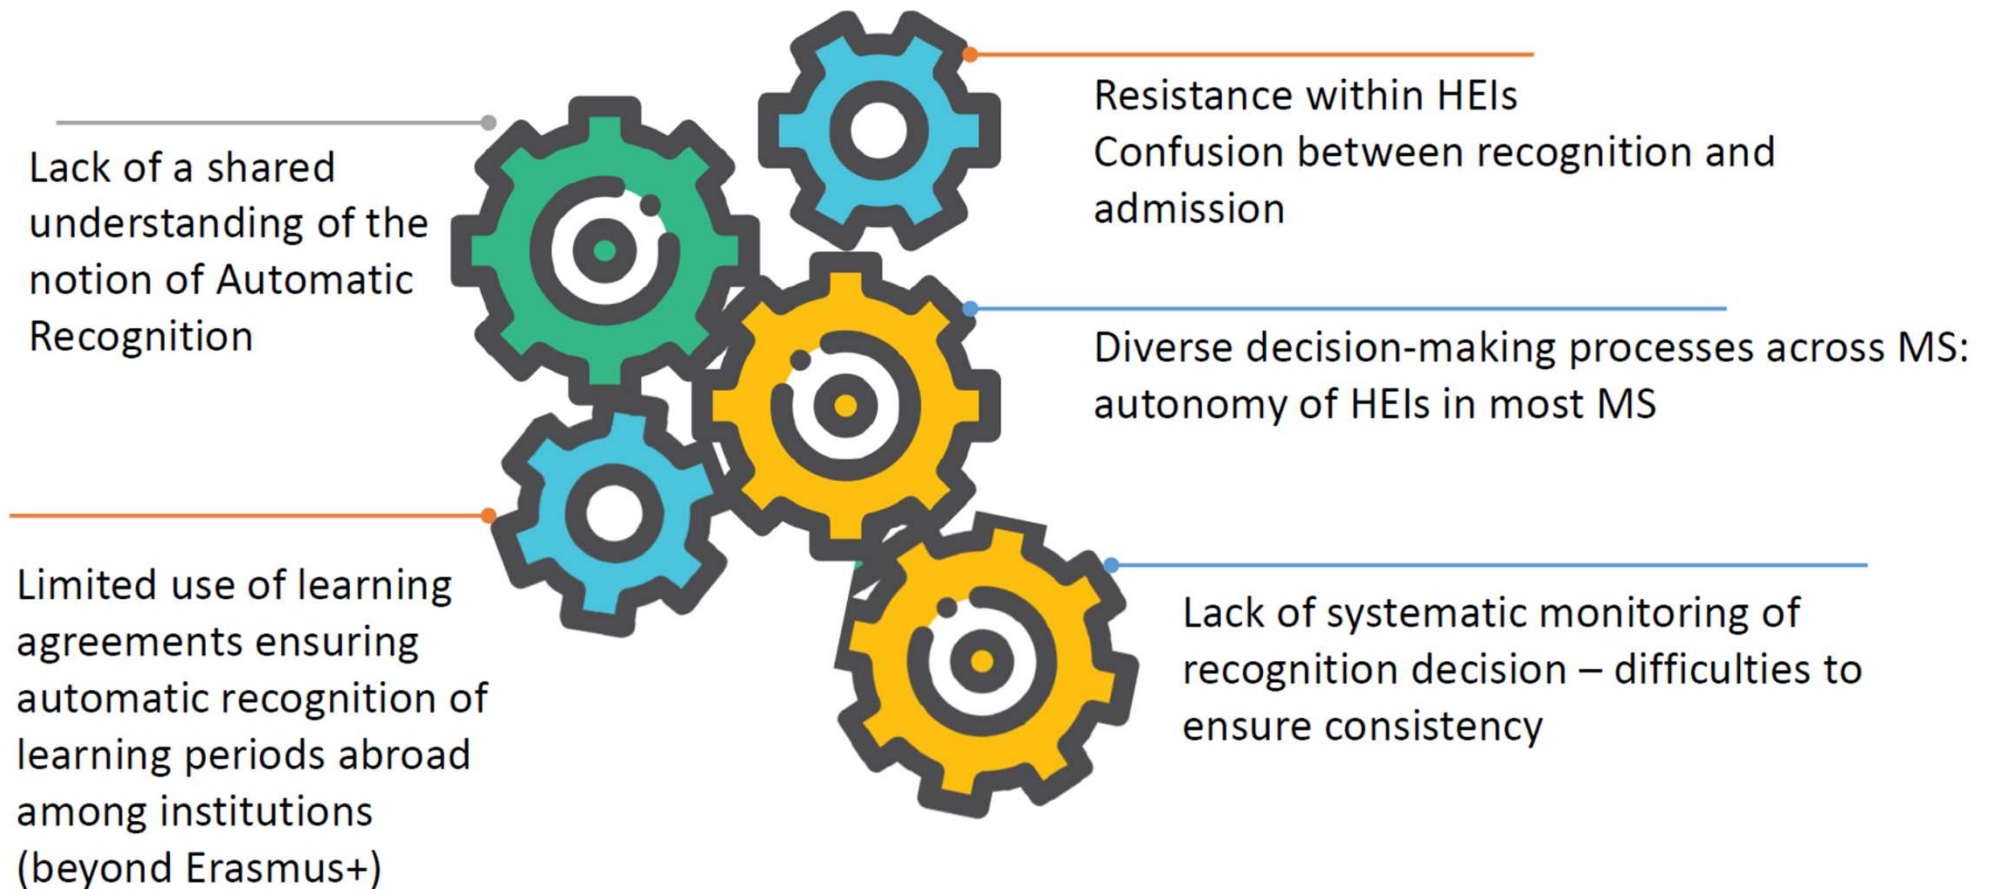 Lack of a shared
understanding of the
notion of Automatic
Recognition
Limited use of learning
agreements ensuring
automatic recognition of
learning periods abroad
among institutions
(beyond Erasmus+)
Resistance within HEIs
Confusion between recognition and
admission
Diverse decision-making processes across MS:
autonomy of HEIs in most MS
Lack of systematic monitoring of
recognition decision – difficulties to
ensure consistency